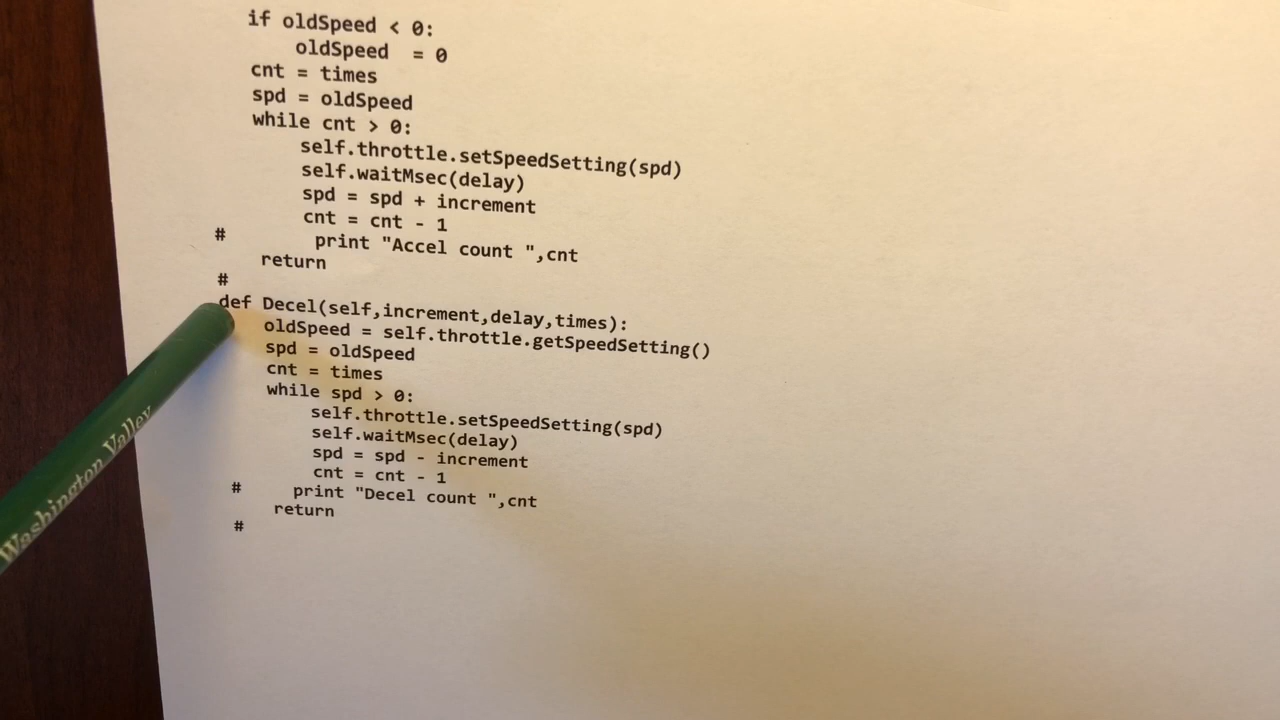 if oldSpeed < 0:
oldSpeed = 0
cnt = times
spd = oldSpeed
while cnt > 0:
self.throttle.setSpeedSetting(spd)
self.waitMsec(delay)
spd = spd + increment
cnt = cnt - 1
# print "Accel count ",cnt
return
#
def Decel(self,increment,delay,times):
oldSpeed = self.throttle.getSpeedSetting()
spd = oldSpeed
cnt = times
while spd > 0:
self.throttle.setSpeedSetting(spd)
self.waitMsec(delay)
spd = spd - increment
cnt = cnt - 1
# print "Decel count ",cnt
return
#
Washington Valley